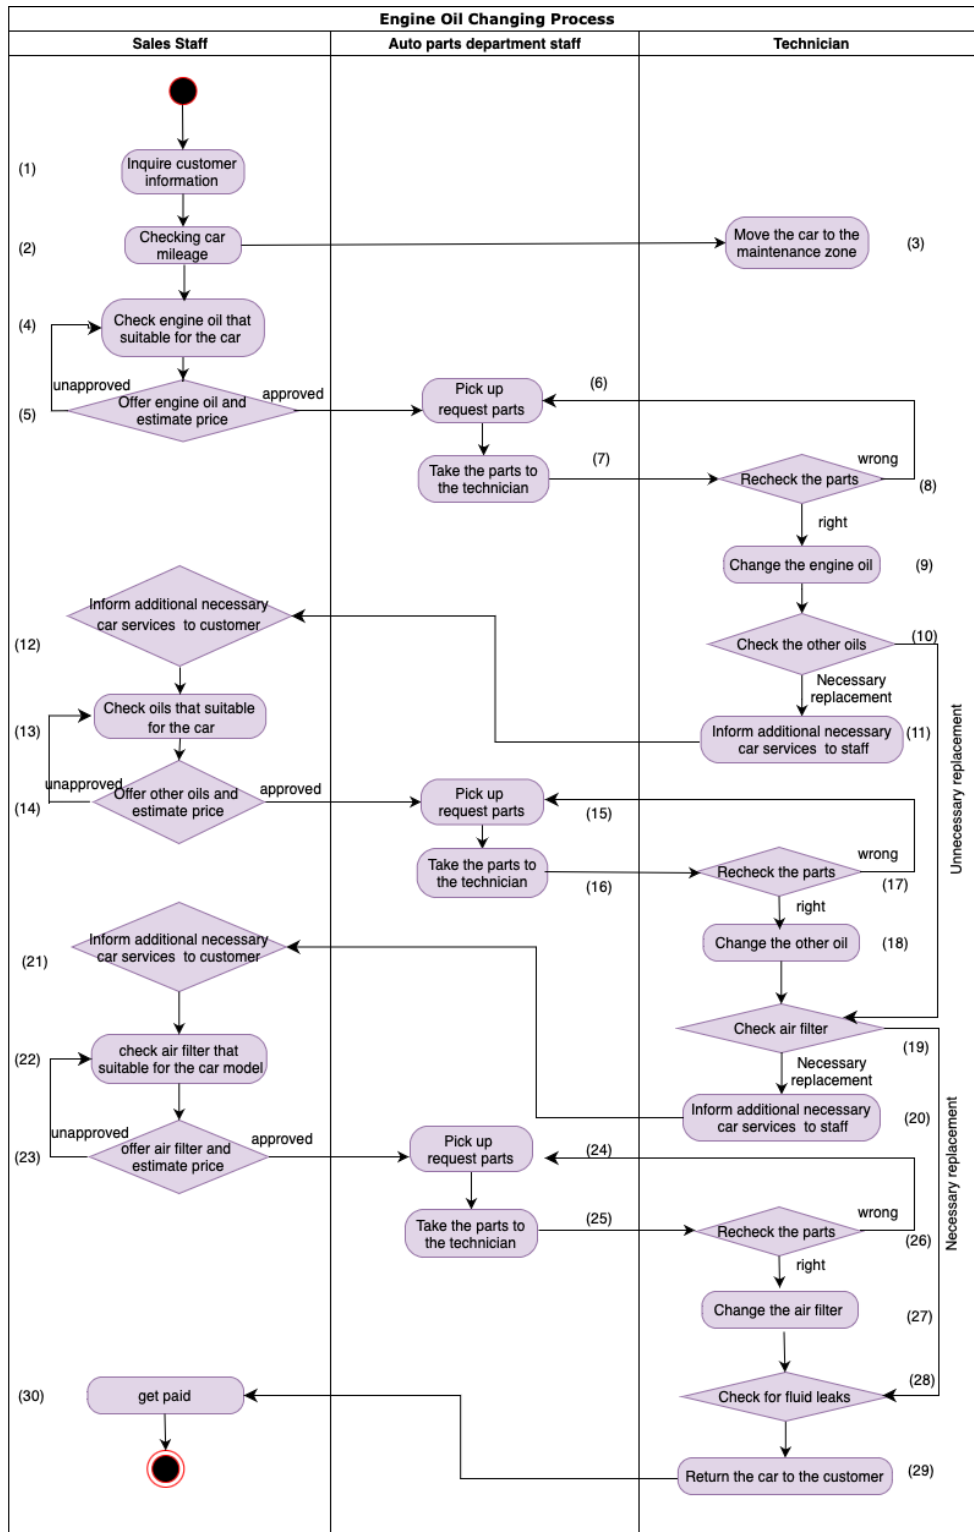 Engine Oil Changing Process
Sales Staff
Auto parts department staff
Technician
(1)
Inquire customer
information
(2)
Checking car
mileage
Move the car to the
maintenance zone
(3)
(4)
Check engine oil that
suitable for the car
unapproved
approved
(5)
Offer engine oil and
estimate price
Pick up
request parts
(6)
Take the parts to
the technician
(7)
wrong
Recheck the parts
(8)
right
Change the engine oil
(9)
Inform additional necessary
car services to customer
(12)
(10)
Check the other oils
Necessary
replacement
Unnecessary replacement
Inform additional necessary
car services to staff
(11)
(13)
Check oils that suitable
for the car
unapproved
approved
(14)
Offer other oils and
estimate price
Pick up
request parts
(15)
Take the parts to
the technician
(16)
wrong
Recheck the parts
(17)
right
Change the other oil
(18)
Inform additional necessary
car services to customer
(21)
Check air filter
(19)
Necessary
replacement
Necessary replacement
(22)
check air filter that
suitable for the car model
Inform additional necessary
car services to staff
(20)
unapproved
approved
(23)
offer air filter and
estimate price
Pick up
request parts
(24)
Take the parts to
the technician
(25)
wrong
Recheck the parts
(26)
right
Change the air filter
(27)
(28)
Check for fluid leaks
(30)
get paid
Return the car to the customer
(29)